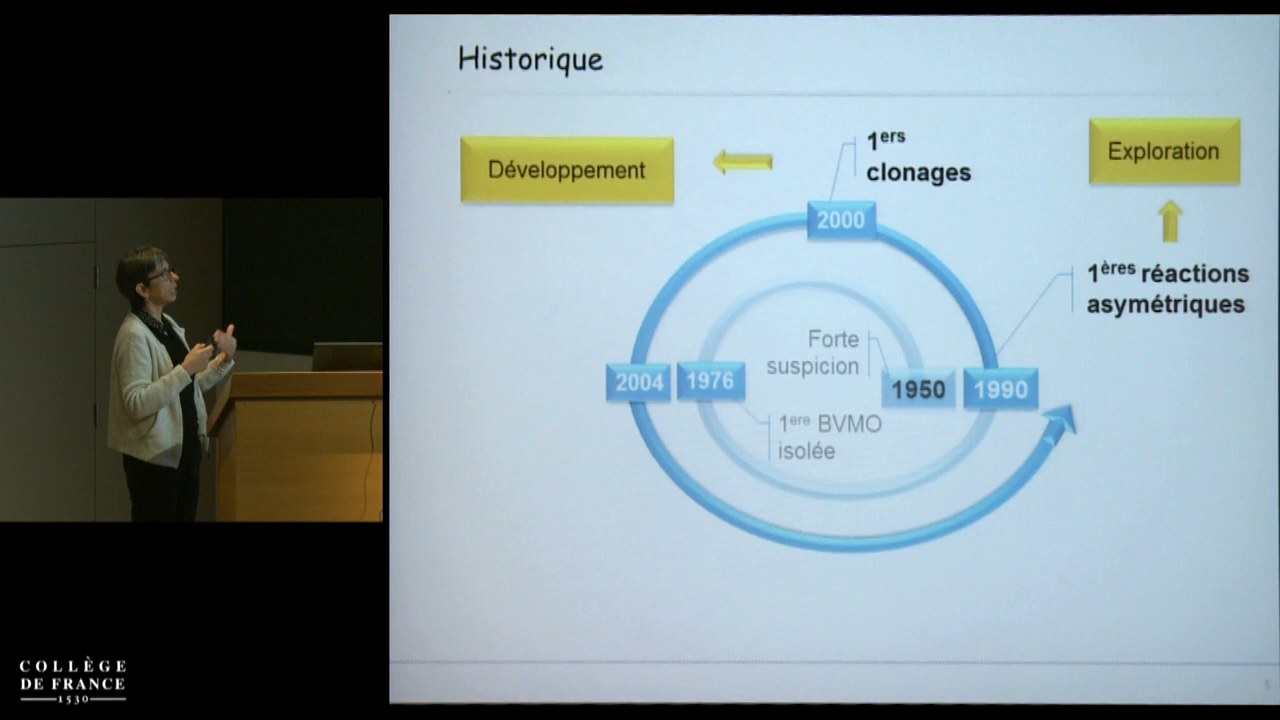 Historique
Développement
1ers
clonages
Exploration
2000
1ères réactions
asymétriques
Forte
suspicion
2004
1976
1950
1990
1ere BVMO
isolée
5
COLLÈGE
DE FRANCE
1530